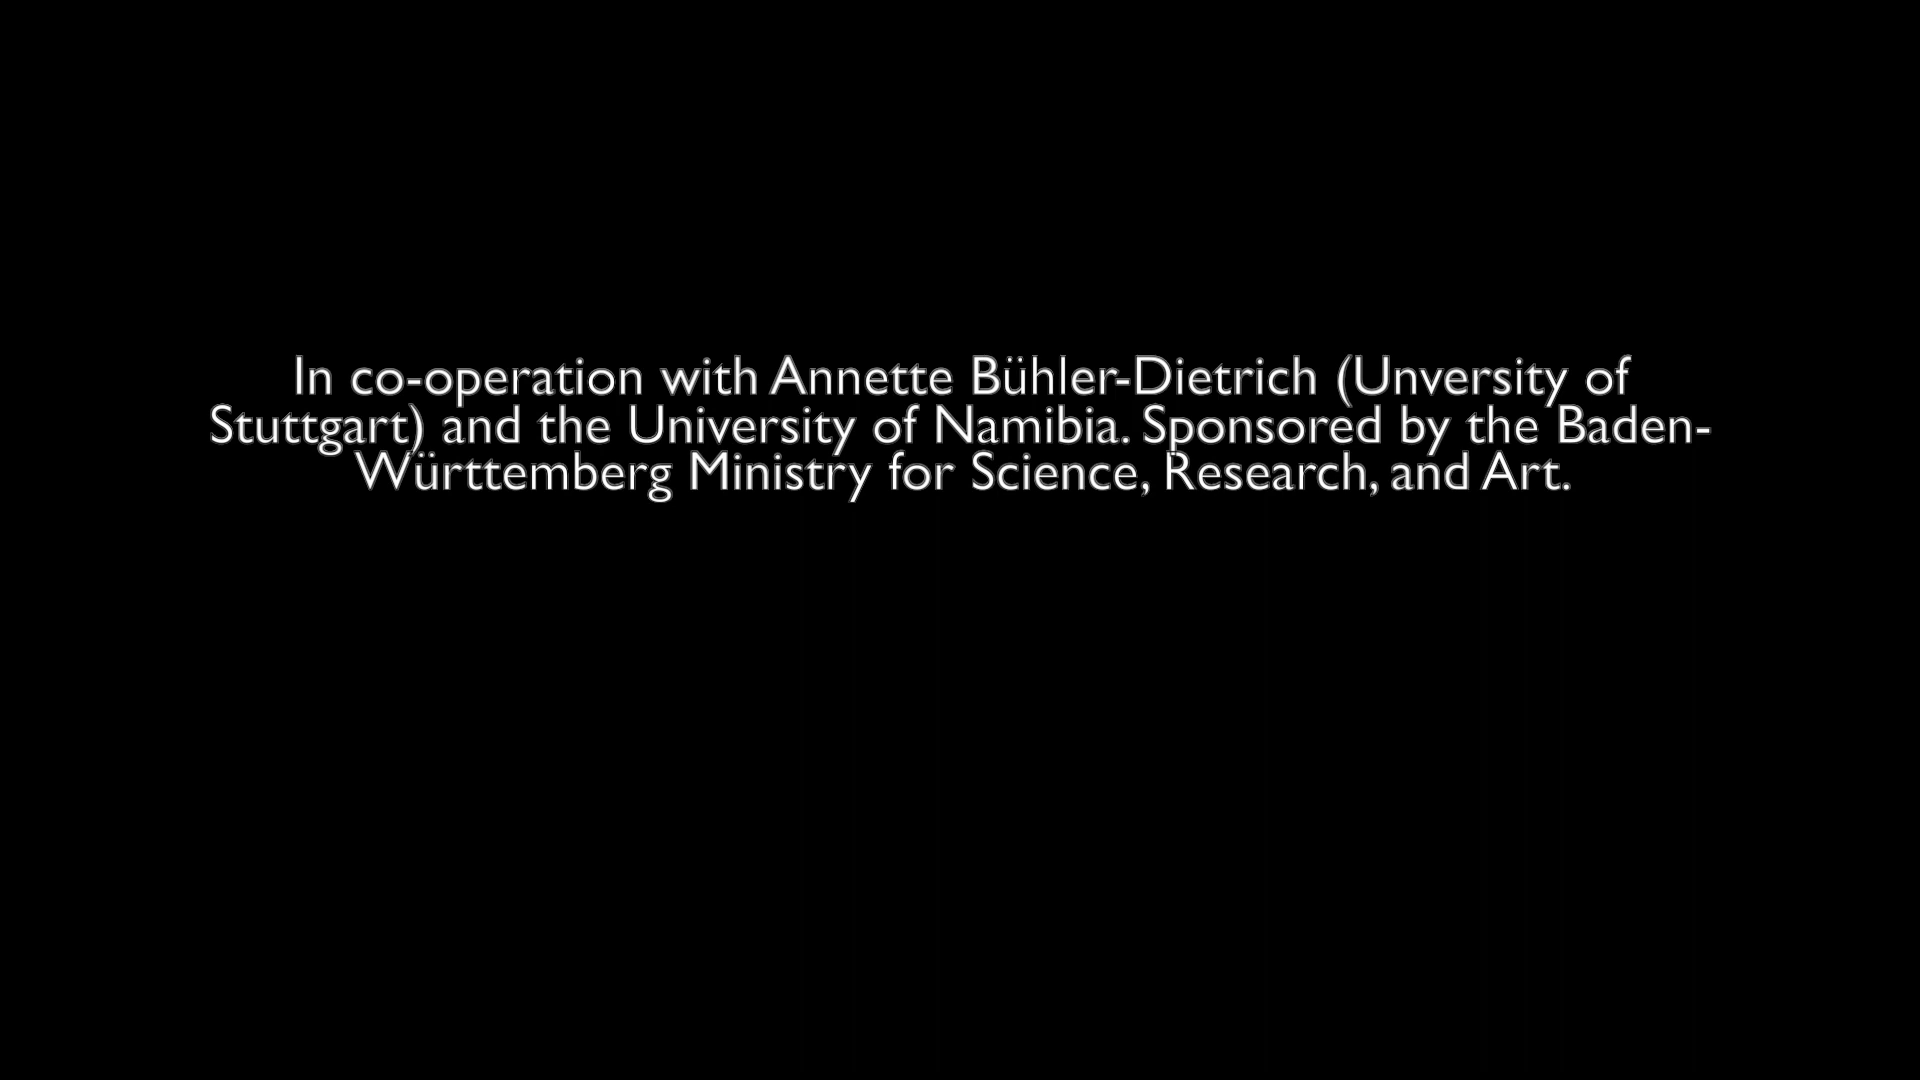 In co-operation with Annette Bühler-Dietrich (Unversity of
Stuttgart) and the University of Namibia. Sponsored by the Baden-
Württemberg Ministry for Science, Research, and Art.